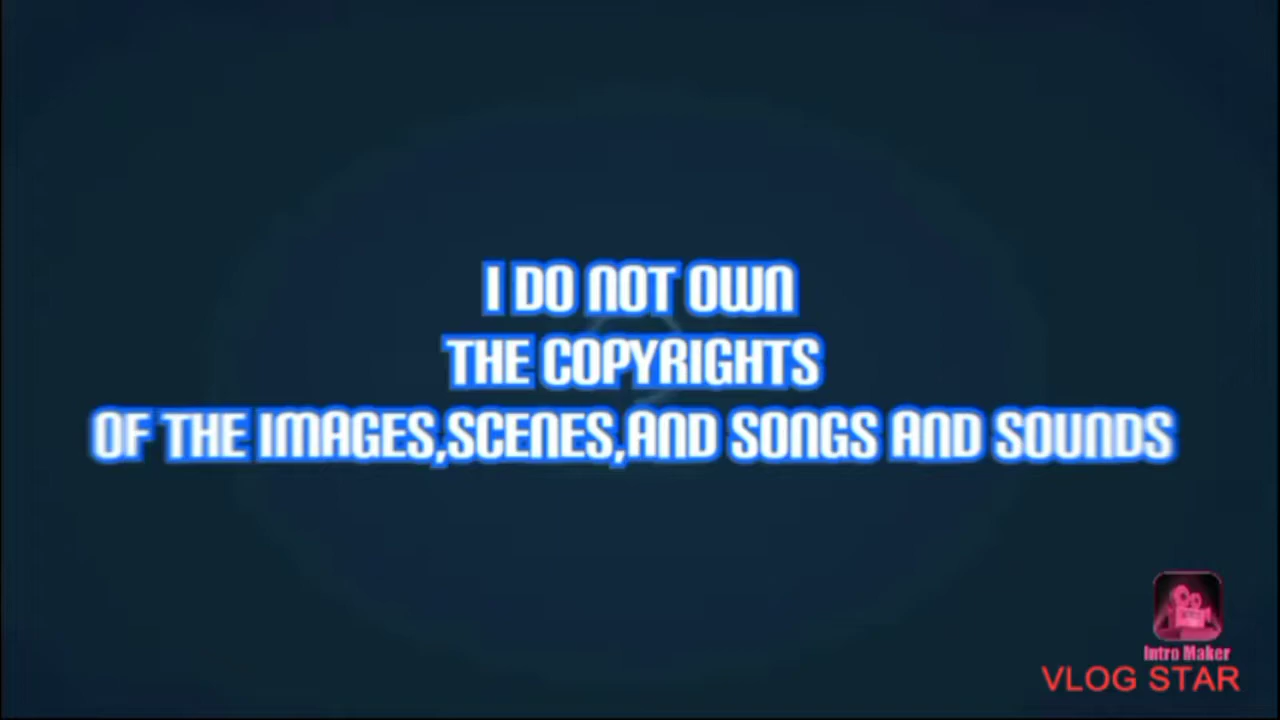 I DO NOT OWN
THE COPYRIGHTS
OF THE IMAGES,SCENES,AND SONGS AND SOUNDS
Intro Maker
VLOG STAR